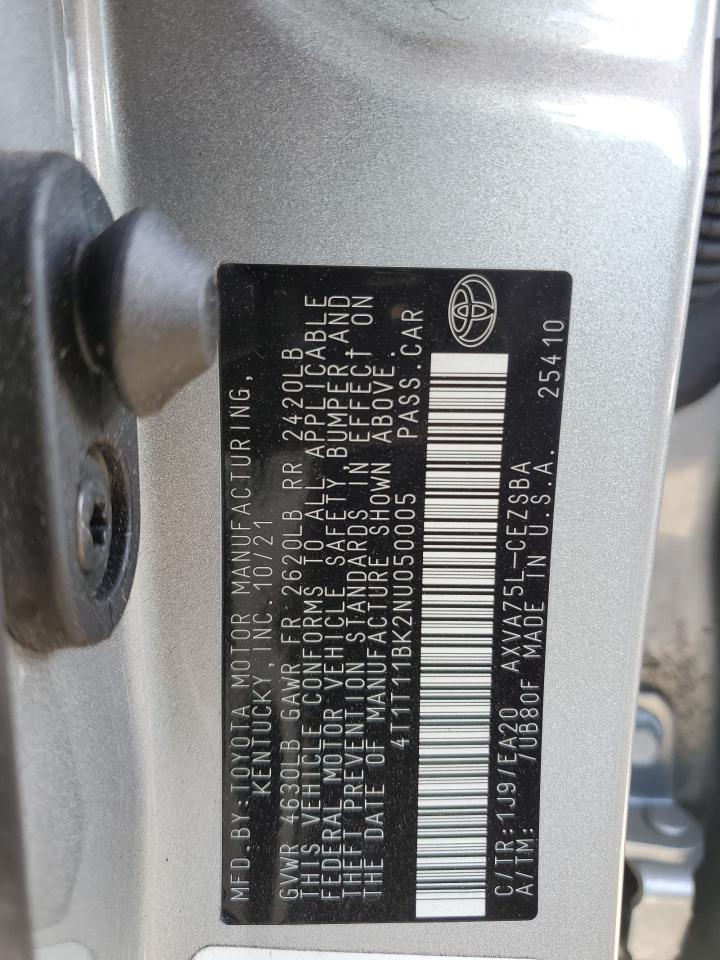 MFD.BY:TOYOTA MOTOR MANUFACTURING,
KENTUCKY, INC. 10/21
GVWR 4630LB GAWR FR 2620LB RR 2420LB
THIS VEHICLE CONFORMS TO ALL APPLICABLE
FEDERAL MOTOR VEHICLE SAFETY, BUMPER, AND
THEFT PREVENTION STANDARDS IN EFFECT ON
THE DATE OF MANUFACTURE SHOWN ABOVE.
4T1T11BK2NU050005 PASS.CAR
C/TR:1J9/EA20 AXVA75L-CEZSBA
A/TM: /UB80F MADE IN U.S.A. 25410